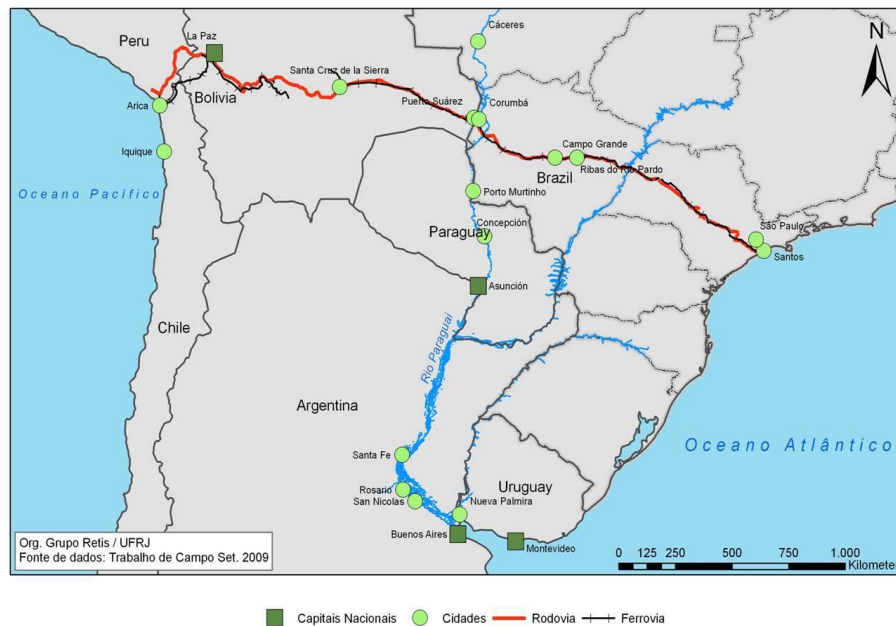 Cáceres
Peru
La Paz
N
Santa Cruz de la Sierra
Bolivia
Puerto Suárez
Corumbá
Arica
Iquique
Campo Grande
Brazil
Ribas do Rio Pardo
Oceano Pacífico
Porto Murtinho
Concepción
Paraguay
São Paulo
Santos
Asunción
Chile
Rio Paraguai
Argentina
Oceano Atlântico
Santa Fe
Uruguay
Rosario
San Nicolas
Nueva Palmira
Buenos Aires
Montevideo
Org. Grupo Retis / UFRJ
Fonte de dados: Trabalho de Campo Set. 2009
0 125 250 500 750 1.000
Kilometer
Capitais Nacionais Cidades Rodovia Ferrovia